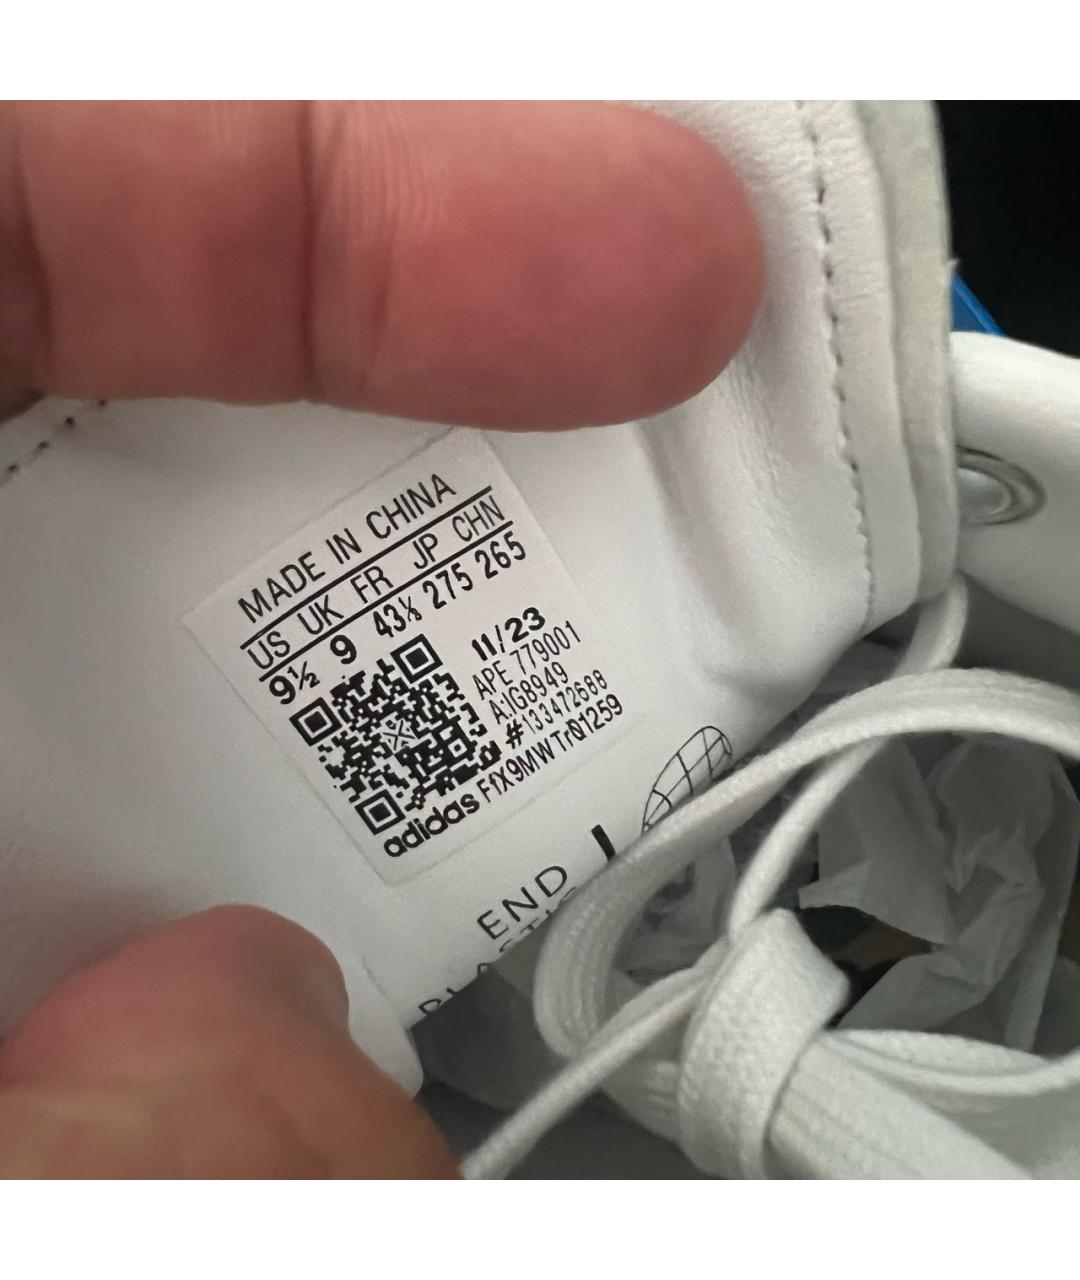 MADE IN CHINA
US UK FR JP CHN
9½ 9 43⅓ 275 265
11/23
APE 779001
A:IG8949
#133472688
adidas F1X9MWTrQ1259
END